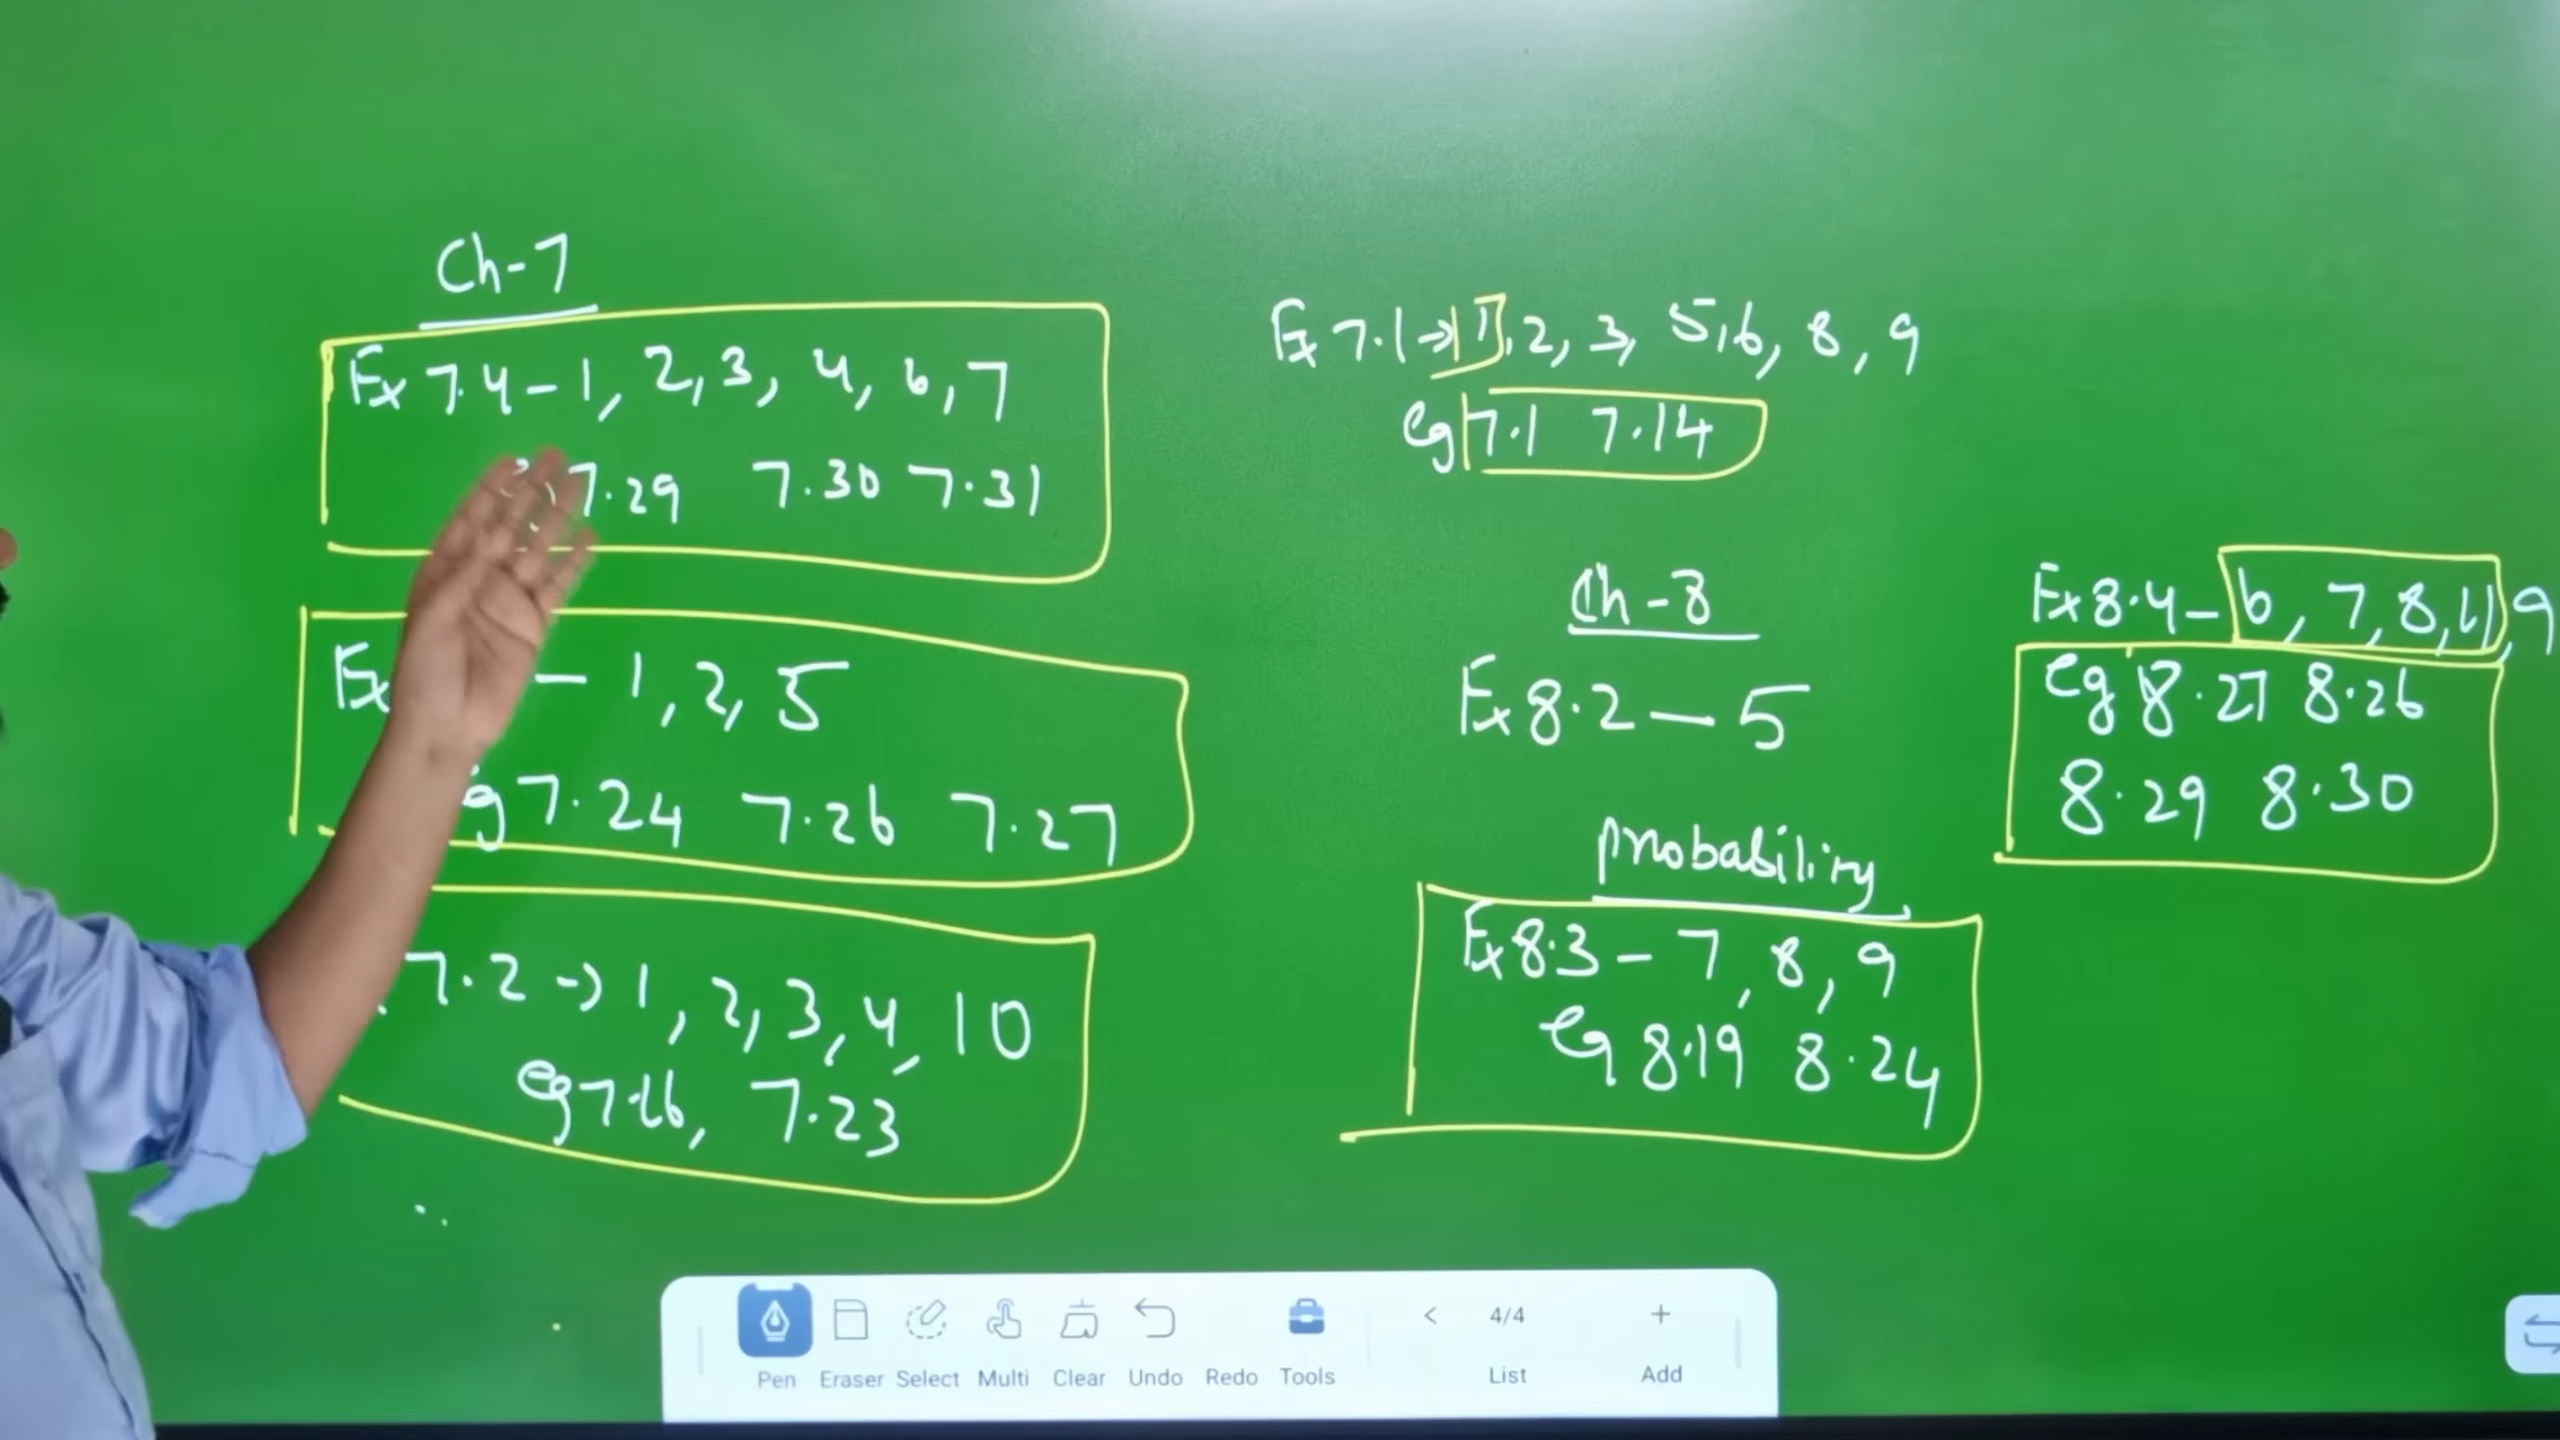 Ch-7
Ex 7.4 - 1, 2, 3, 4, 6, 7
7.29 7.30 7.31
Ex - 1, 2, 5
eg 7.24 7.26 7.27
7.2 → 1, 2, 3, 4, 10
eg 7.16, 7.23
Ex 7.1 → 1, 2, 3, 5, 6, 8, 9
eg 7.1 7.14
Ch-8
Ex 8.2 - 5
probability
Ex 8.3 - 7, 8, 9
eg 8.19 8.24
Ex 8.4 - 6, 7, 8, 11, 9
eg 8.27 8.26
8.29 8.30
< 4/4 +
Pen Eraser Select Multi Clear Undo Redo Tools List Add